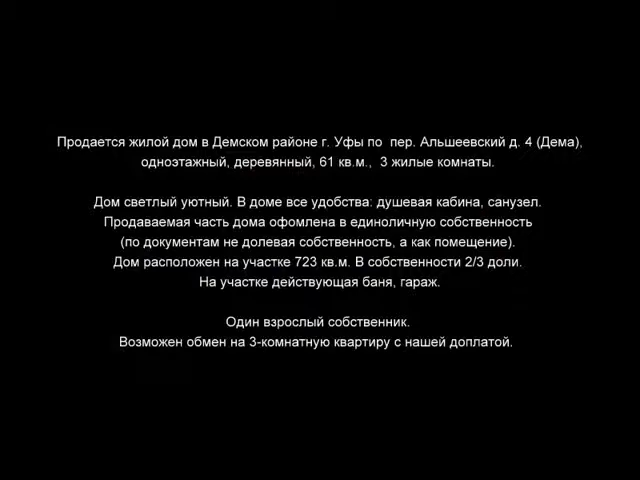 Продается жилой дом в Демском районе г. Уфы по  пер. Альшеевский д. 4 (Дема),
одноэтажный, деревянный, 61 кв.м.,  3 жилые комнаты.
Дом светлый уютный. В доме все удобства: душевая кабина, санузел.
Продаваемая часть дома офомлена в единоличную собственность
(по документам не долевая собственность, а как помещение).
Дом расположен на участке 723 кв.м. В собственности 2/3 доли.
На участке действующая баня, гараж.
Один взрослый собственник.
Возможен обмен на 3-комнатную квартиру с нашей доплатой.